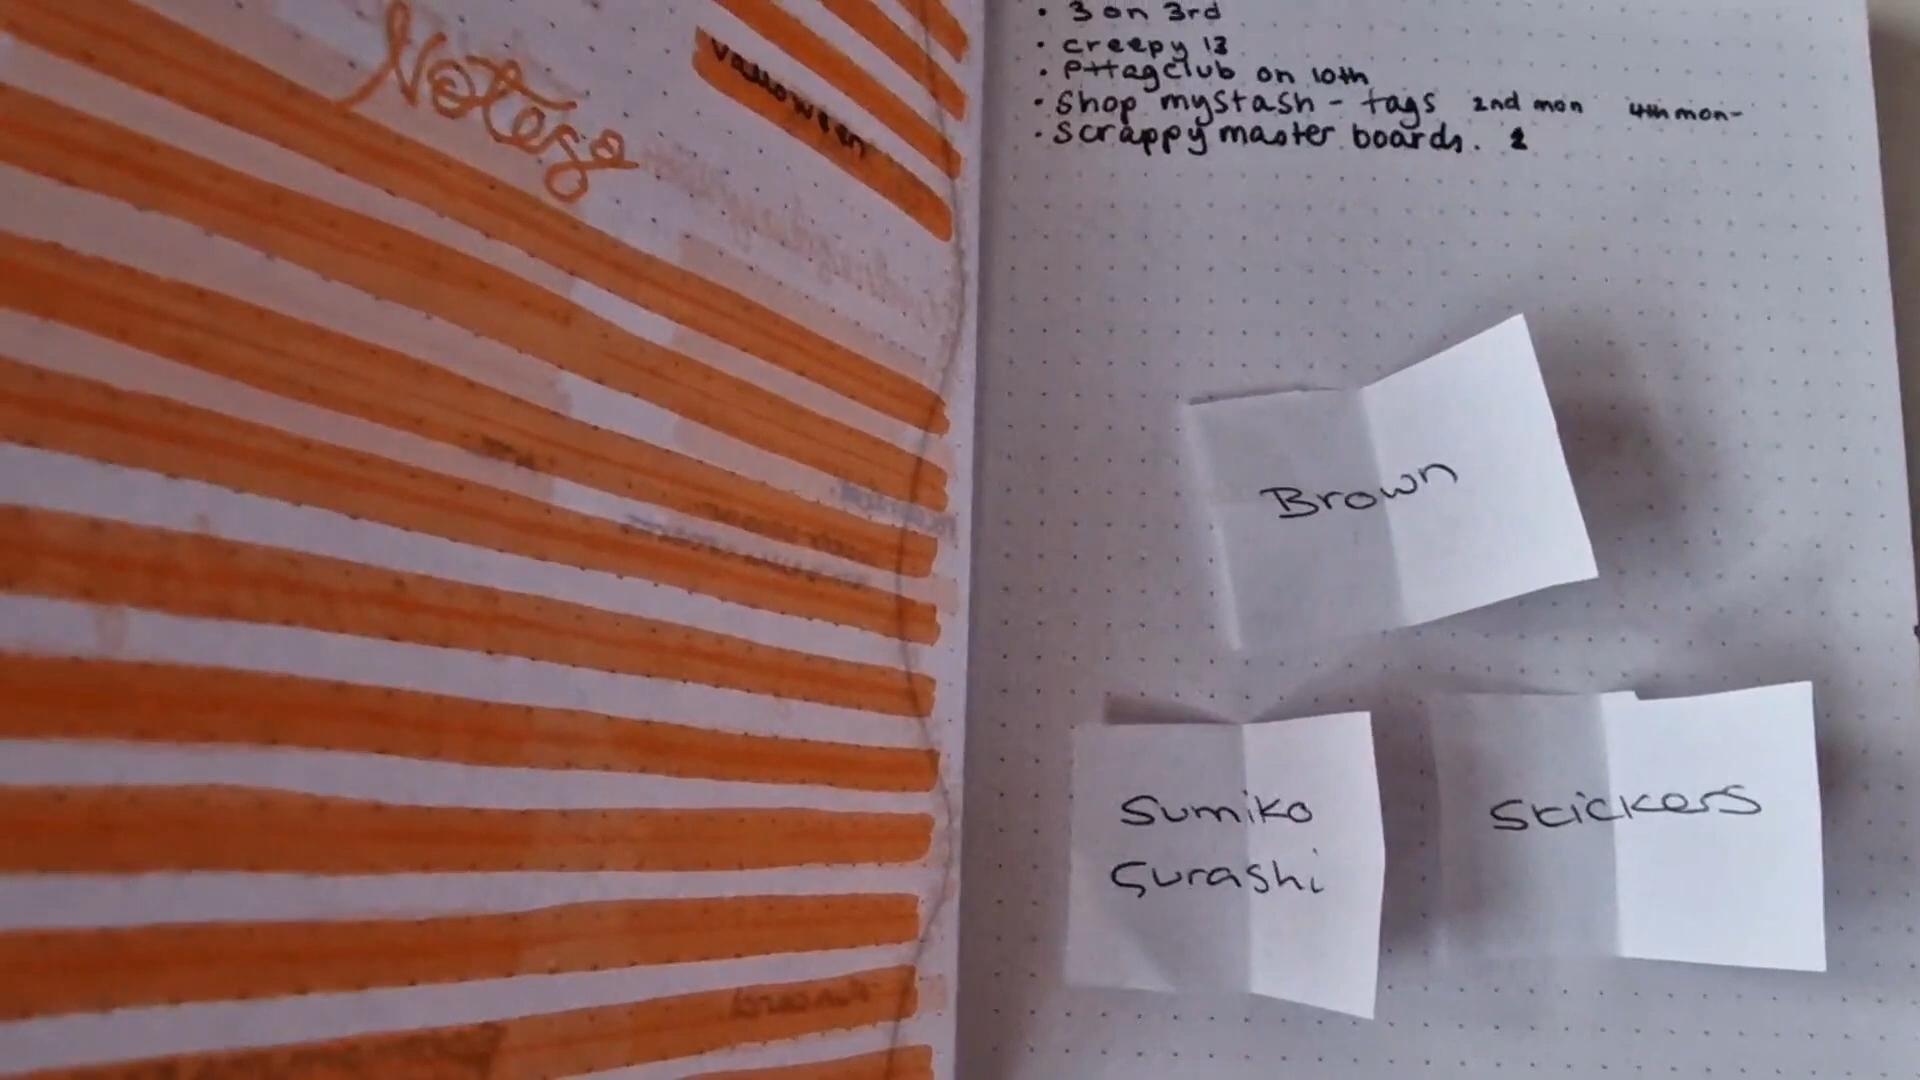 Notes
Valloween
• 3 on 3rd
• creepy 13
• PTtagclub on 10th
• Shop mystash - tags 2nd mon 4th mon-
• Scrappy master boards. 2
Brown
Sumiko
Gurashi
Stickers